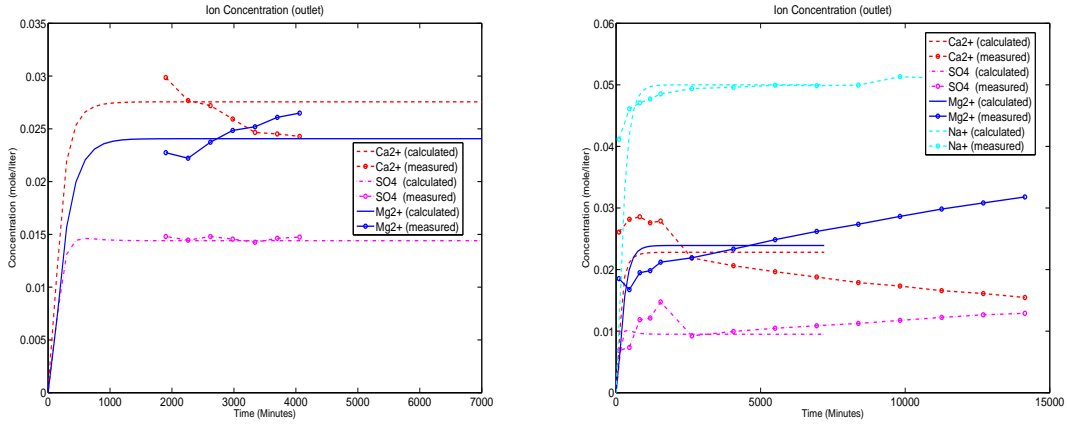 Ion Concentration (outlet)
Concentration (mole/liter)
0.035
0.03
0.025
0.02
0.015
0.01
0.005
0
0 1000 2000 3000 4000 5000 6000 7000
Time (Minutes)
Ca2+ (calculated)
Ca2+ (measured)
SO4 (calculated)
SO4 (measured)
Mg2+ (calculated)
Mg2+ (measured)
Ion Concentration (outlet)
Concentration (mole/liter)
0.06
0.05
0.04
0.03
0.02
0.01
0
0 5000 10000 15000
Time (Minutes)
Ca2+ (calculated)
Ca2+ (measured)
SO4 (calculated)
SO4 (measured)
Mg2+ (calculated)
Mg2+ (measured)
Na+ (calculated)
Na+ (measured)